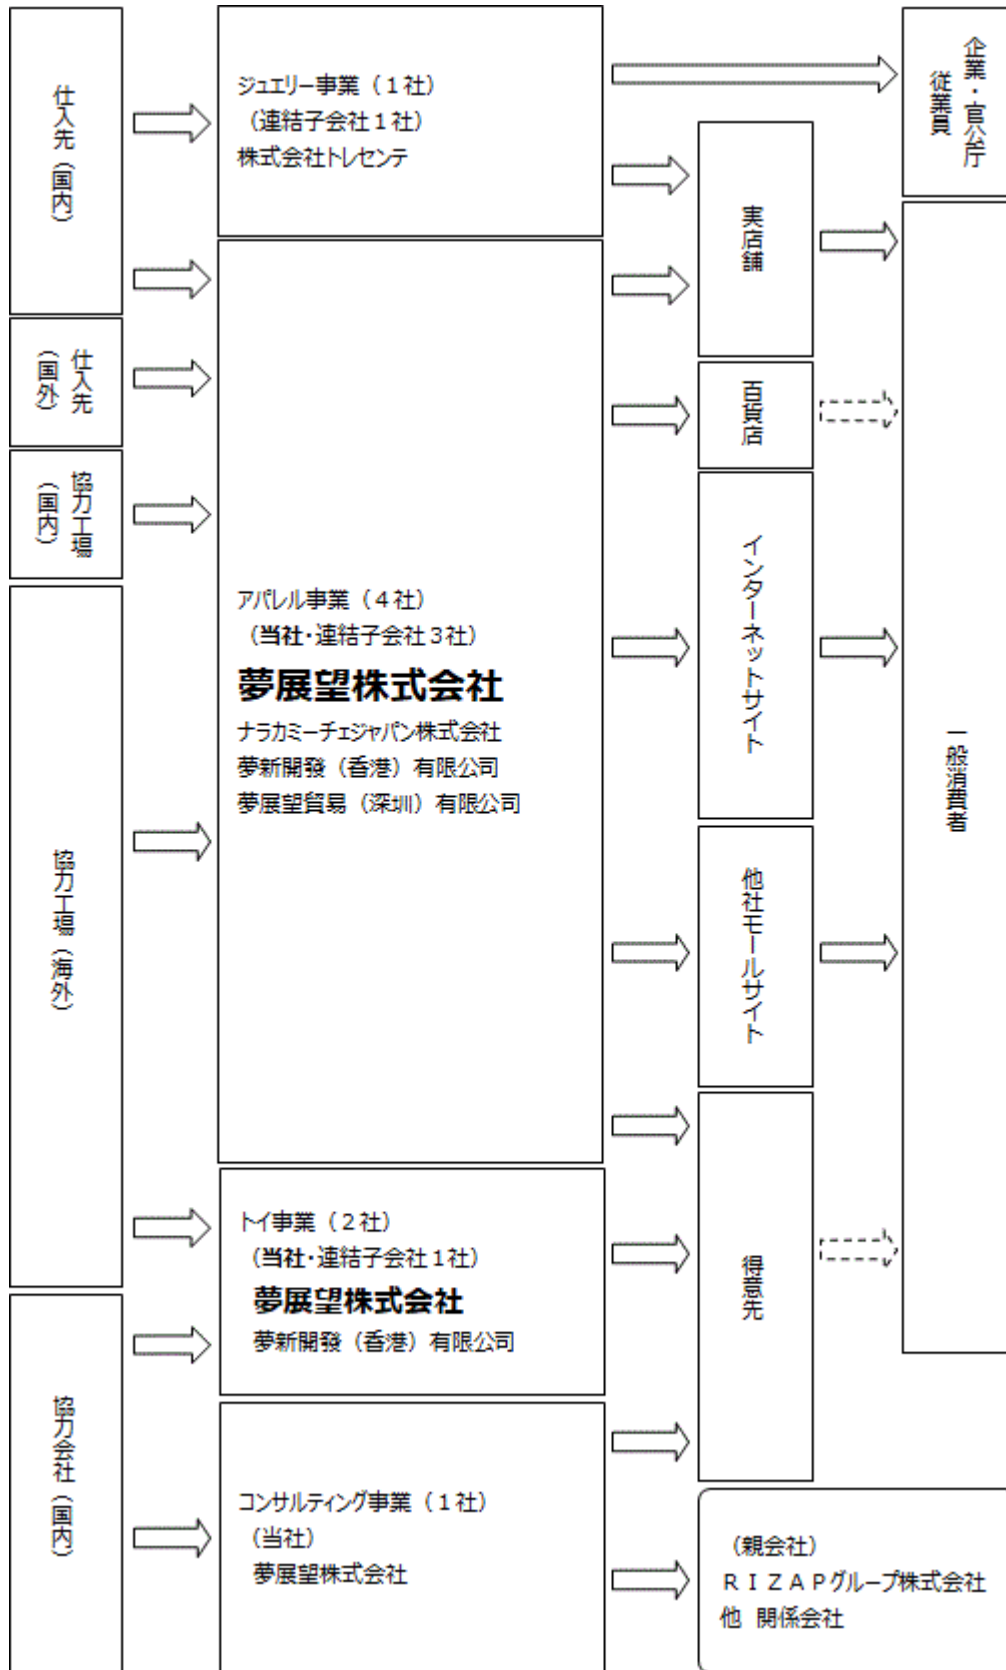 仕入先（国内）
仕入先
（国外）
協力工場
（国内）
協力工場（海外）
協力会社（国内）
ジュエリー事業（１社）
（連結子会社１社）
株式会社トレセンテ
アパレル事業（４社）
（当社・連結子会社３社）
夢展望株式会社
ナラカミーチェジャパン株式会社
夢新開發（香港）有限公司
夢展望貿易（深圳）有限公司
トイ事業（２社）
（当社・連結子会社１社）
夢展望株式会社
夢新開發（香港）有限公司
コンサルティング事業（１社）
（当社）
夢展望株式会社
実店舗
百貨店
インターネットサイト
他社モールサイト
得意先
（親会社）
ＲＩＺＡＰグループ株式会社
他 関係会社
企業・官公庁
従業員
一般消費者